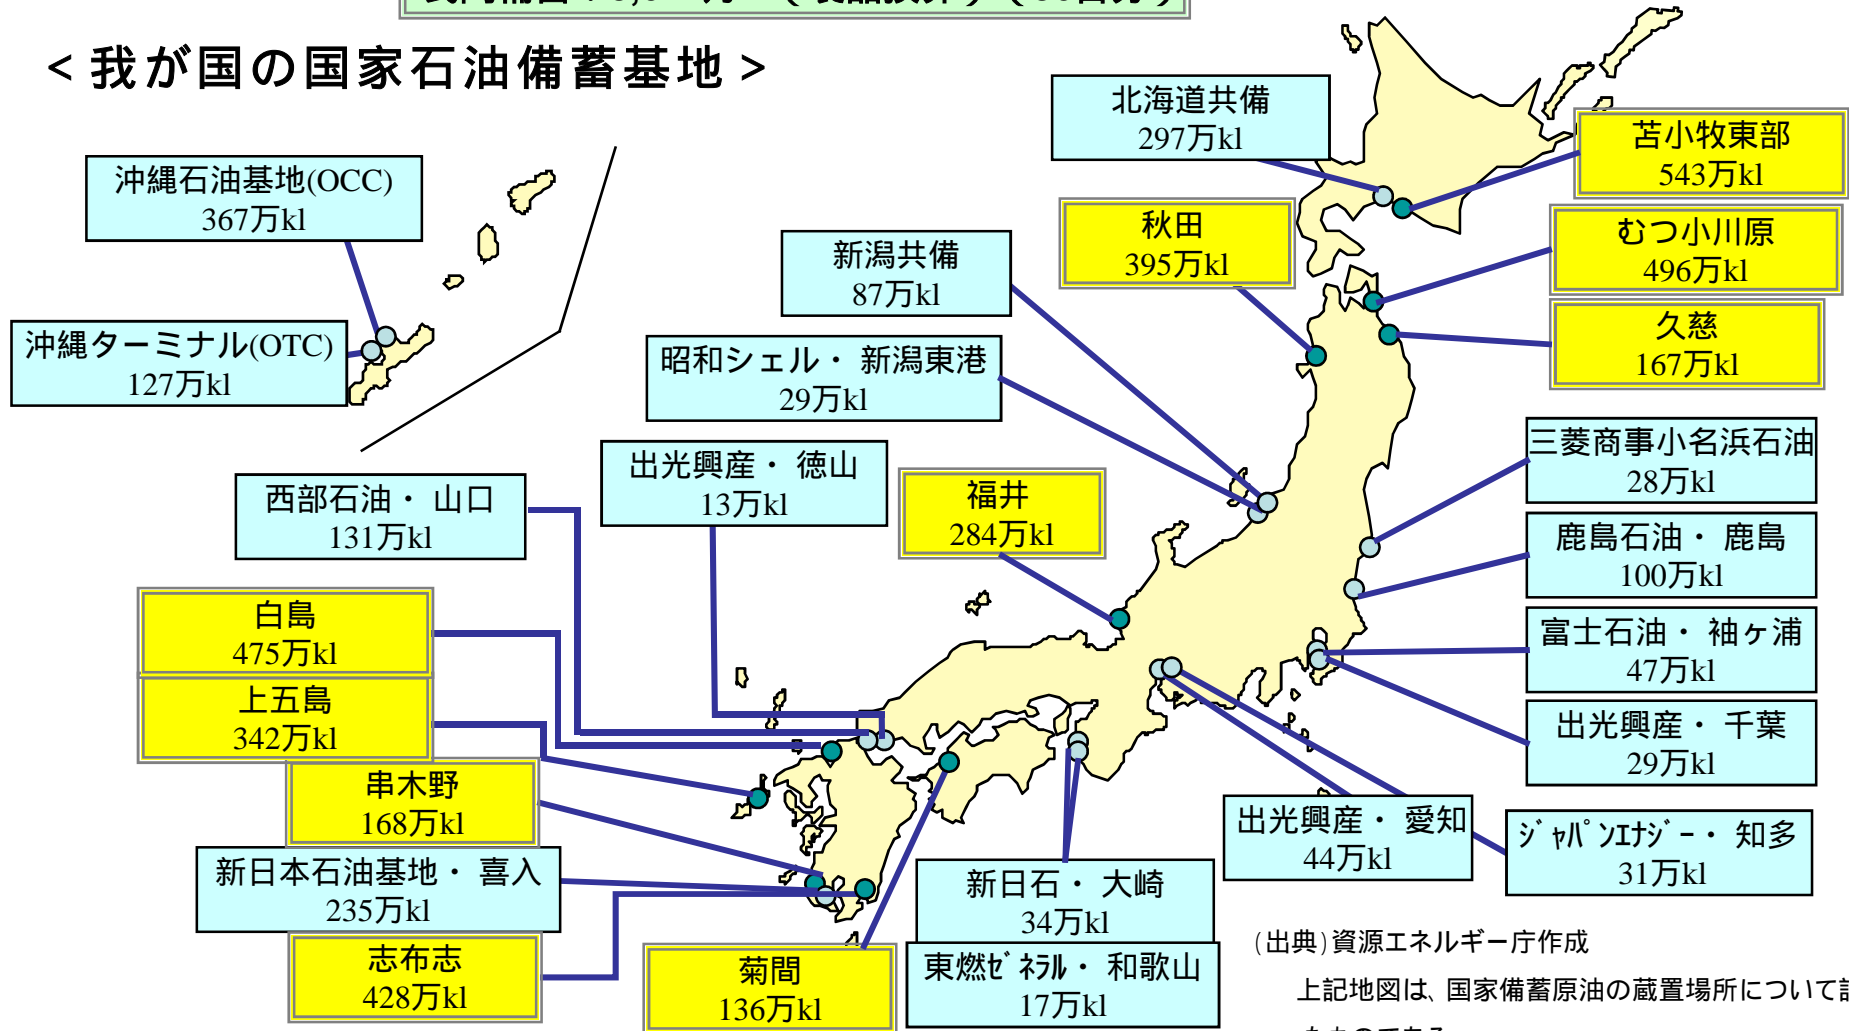 ＜我が国の国家石油備蓄基地＞
北海道共備
297万kl
苫小牧東部
543万kl
沖縄石油基地(OCC)
367万kl
秋田
395万kl
むつ小川原
496万kl
新潟共備
87万kl
久慈
167万kl
沖縄ターミナル(OTC)
127万kl
昭和シェル・ 新潟東港
29万kl
三菱商事小名浜石油
28万kl
出光興産・ 徳山
13万kl
西部石油・ 山口
131万kl
福井
284万kl
鹿島石油・ 鹿島
100万kl
白島
475万kl
富士石油・ 袖ヶ浦
47万kl
上五島
342万kl
出光興産・ 千葉
29万kl
串木野
168万kl
出光興産・ 愛知
44万kl
ｼﾞｬﾊﾟﾝｴﾅｼﾞｰ・ 知多
31万kl
新日本石油基地・ 喜入
235万kl
新日石・ 大崎
34万kl
志布志
428万kl
菊間
136万kl
東燃ｾﾞﾈﾗﾙ・ 和歌山
17万kl
(出典)資源エネルギー庁作成
上記地図は、国家備蓄原油の蔵置場所について